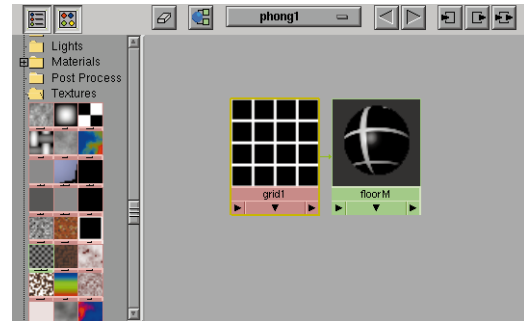 phong1
Lights
Materials
Post Process
Textures
grid1
floorM